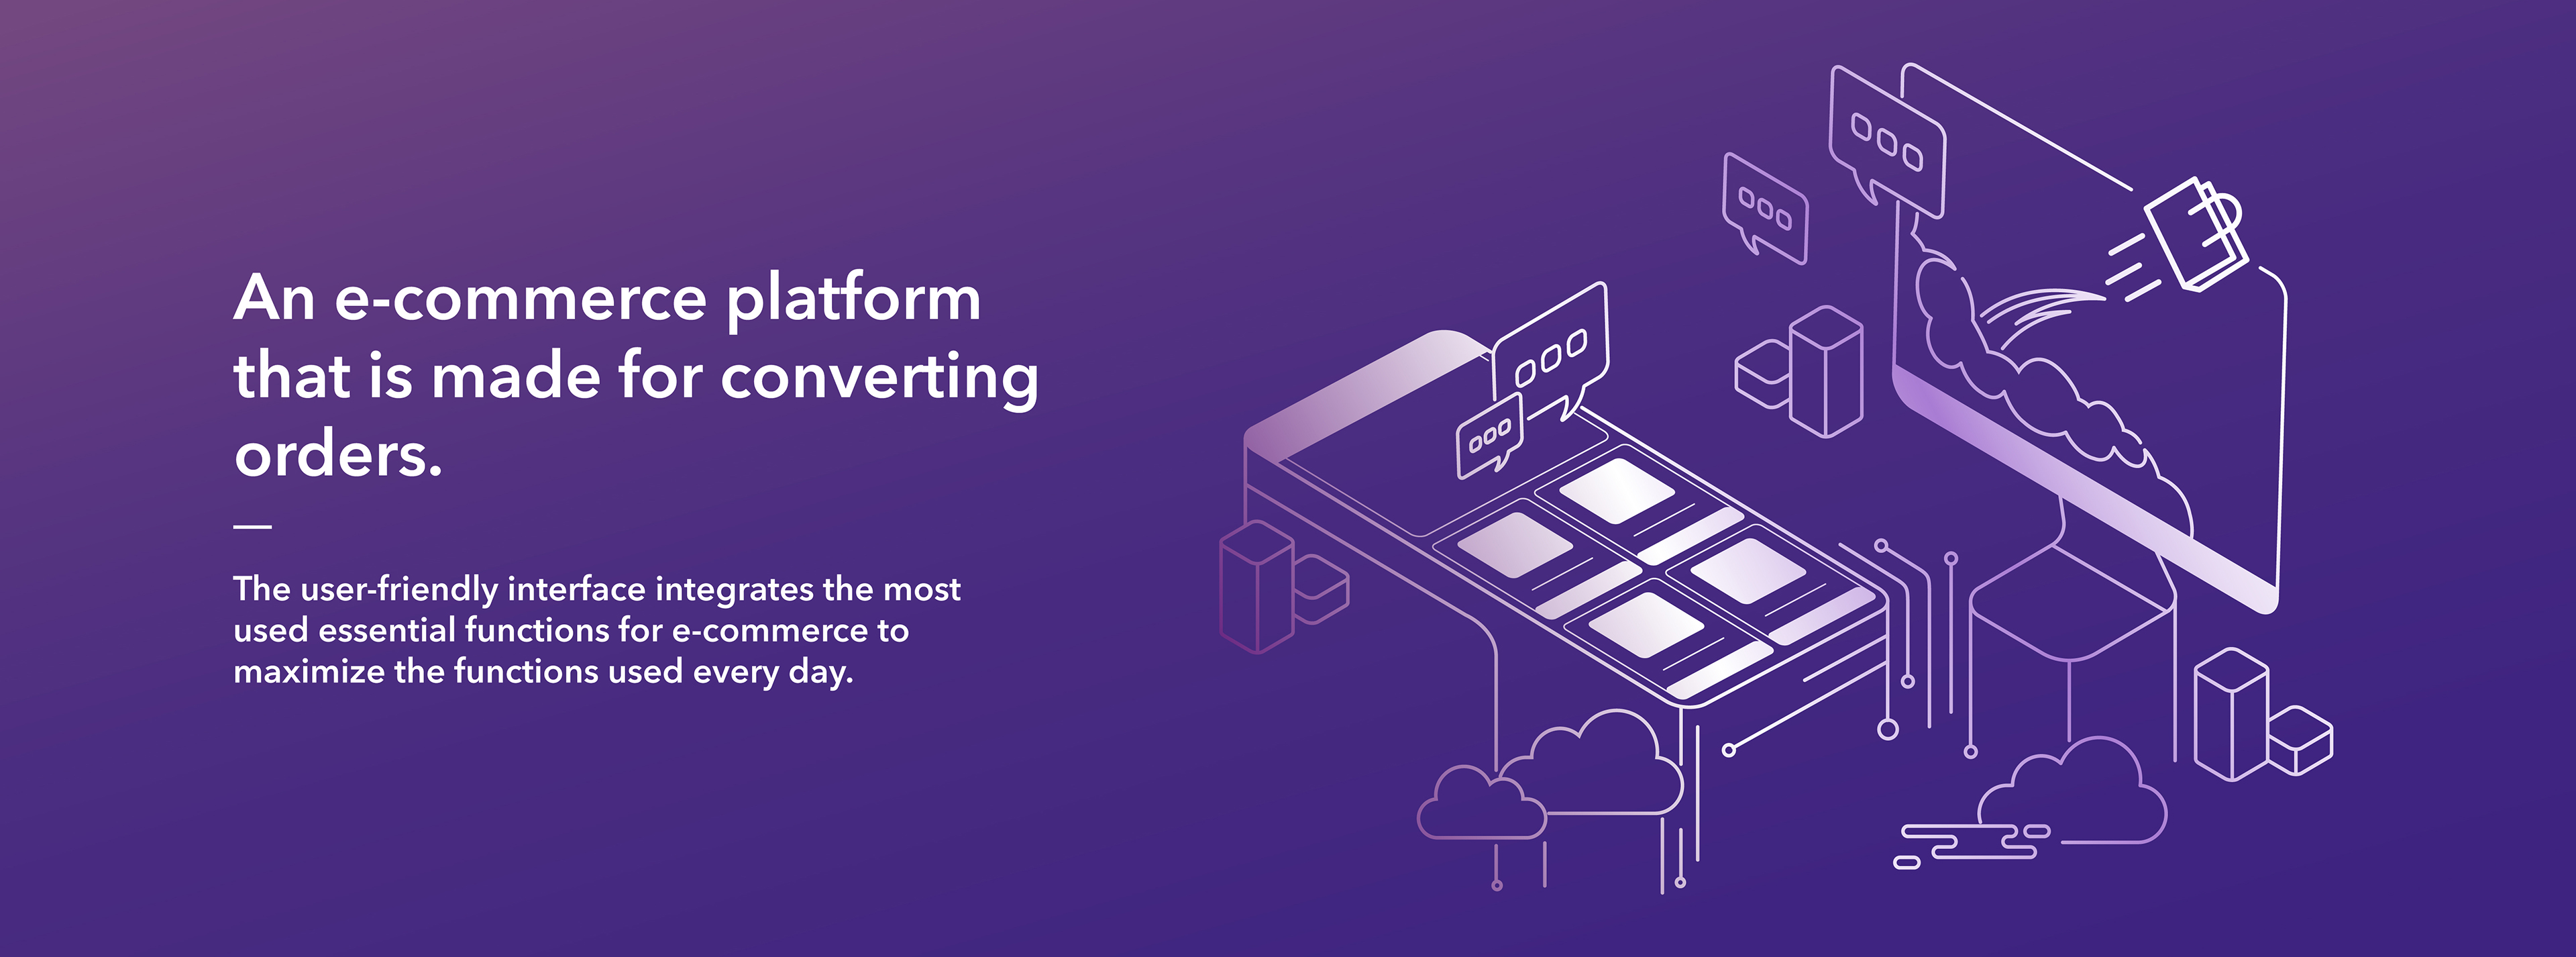 An e-commerce platform
that is made for converting
orders.
The user-friendly interface integrates the most
used essential functions for e-commerce to
maximize the functions used every day.